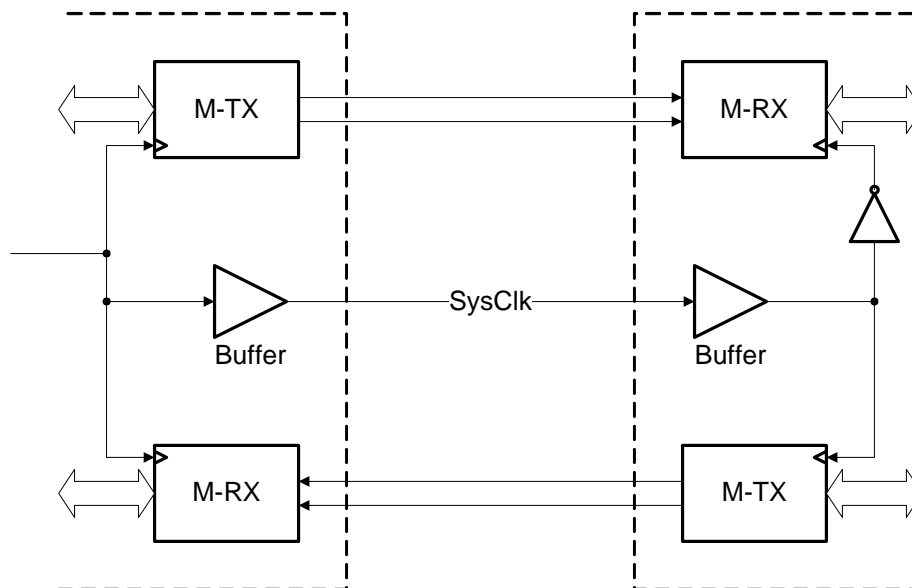 M-TX
M-RX
SysClk
Buffer
Buffer
M-RX
M-TX